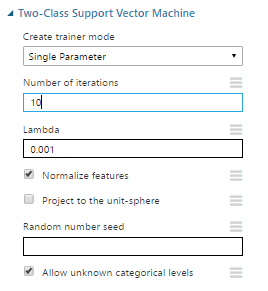 Two-Class Support Vector Machine
Create trainer mode
Single Parameter
Number of iterations
10
Lambda
0.001
Normalize features
Project to the unit-sphere
Random number seed
Allow unknown categorical levels